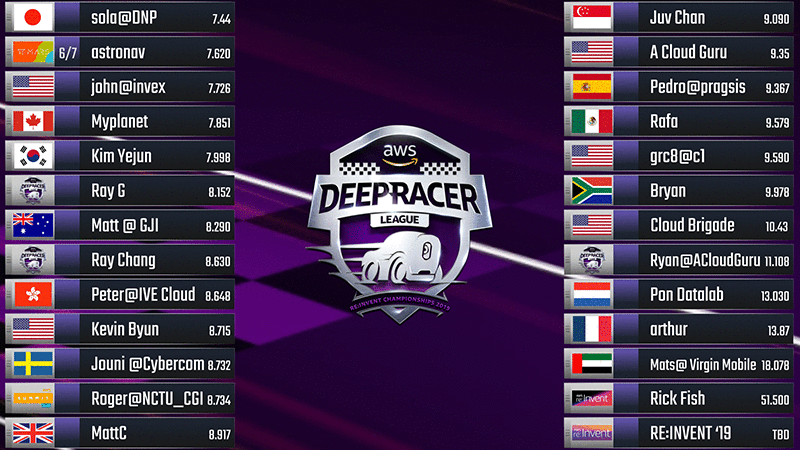 sola@DNP 7.44
6/7 astronav 7.620
john@invex 7.726
Myplanet 7.851
Kim Yejun 7.998
Ray G 8.152
Matt @ GJI 8.290
Ray Chang 8.630
Peter@IVE Cloud 8.648
Kevin Byun 8.715
Jouni @Cybercom 8.732
Roger@NCTU_CGI 8.734
MattC 8.917
aws
DEEPRACER
LEAGUE
RE:INVENT CHAMPIONSHIPS 2019
Juv Chan 9.090
A Cloud Guru 9.35
Pedro@pragsis 9.367
Rafa 9.579
grc8@c1 9.590
Bryan 9.978
Cloud Brigade 10.43
Ryan@ACloudGuru 11.108
Pon Datalab 13.030
arthur 13.87
Mats@ Virgin Mobile 18.078
re:Invent Rick Fish 51.500
re:Invent RE:INVENT ‘19 TBD